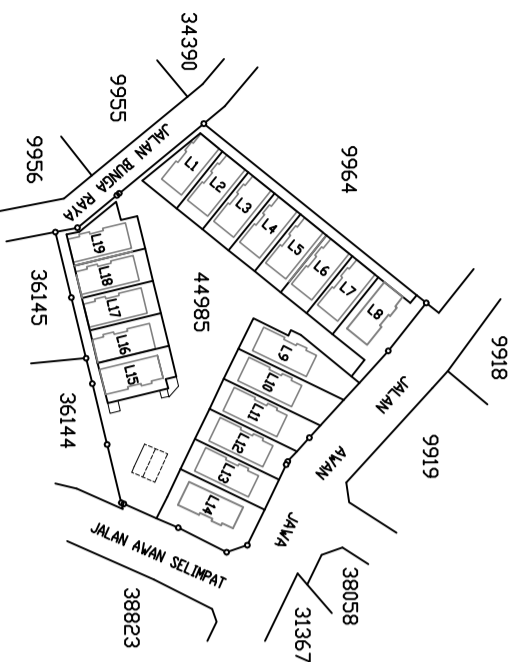 34390
9955
9956
JALAN BUNGA RAYA
9964
L1
L2
L3
L4
L5
L6
L7
L8
9918
9919
JALAN
AWAN
JAWA
44985
L19
L18
L17
L16
L15
L9
L10
L11
L12
L13
L14
36145
36144
JALAN AWAN SELIMPAT
38058
31367
38823